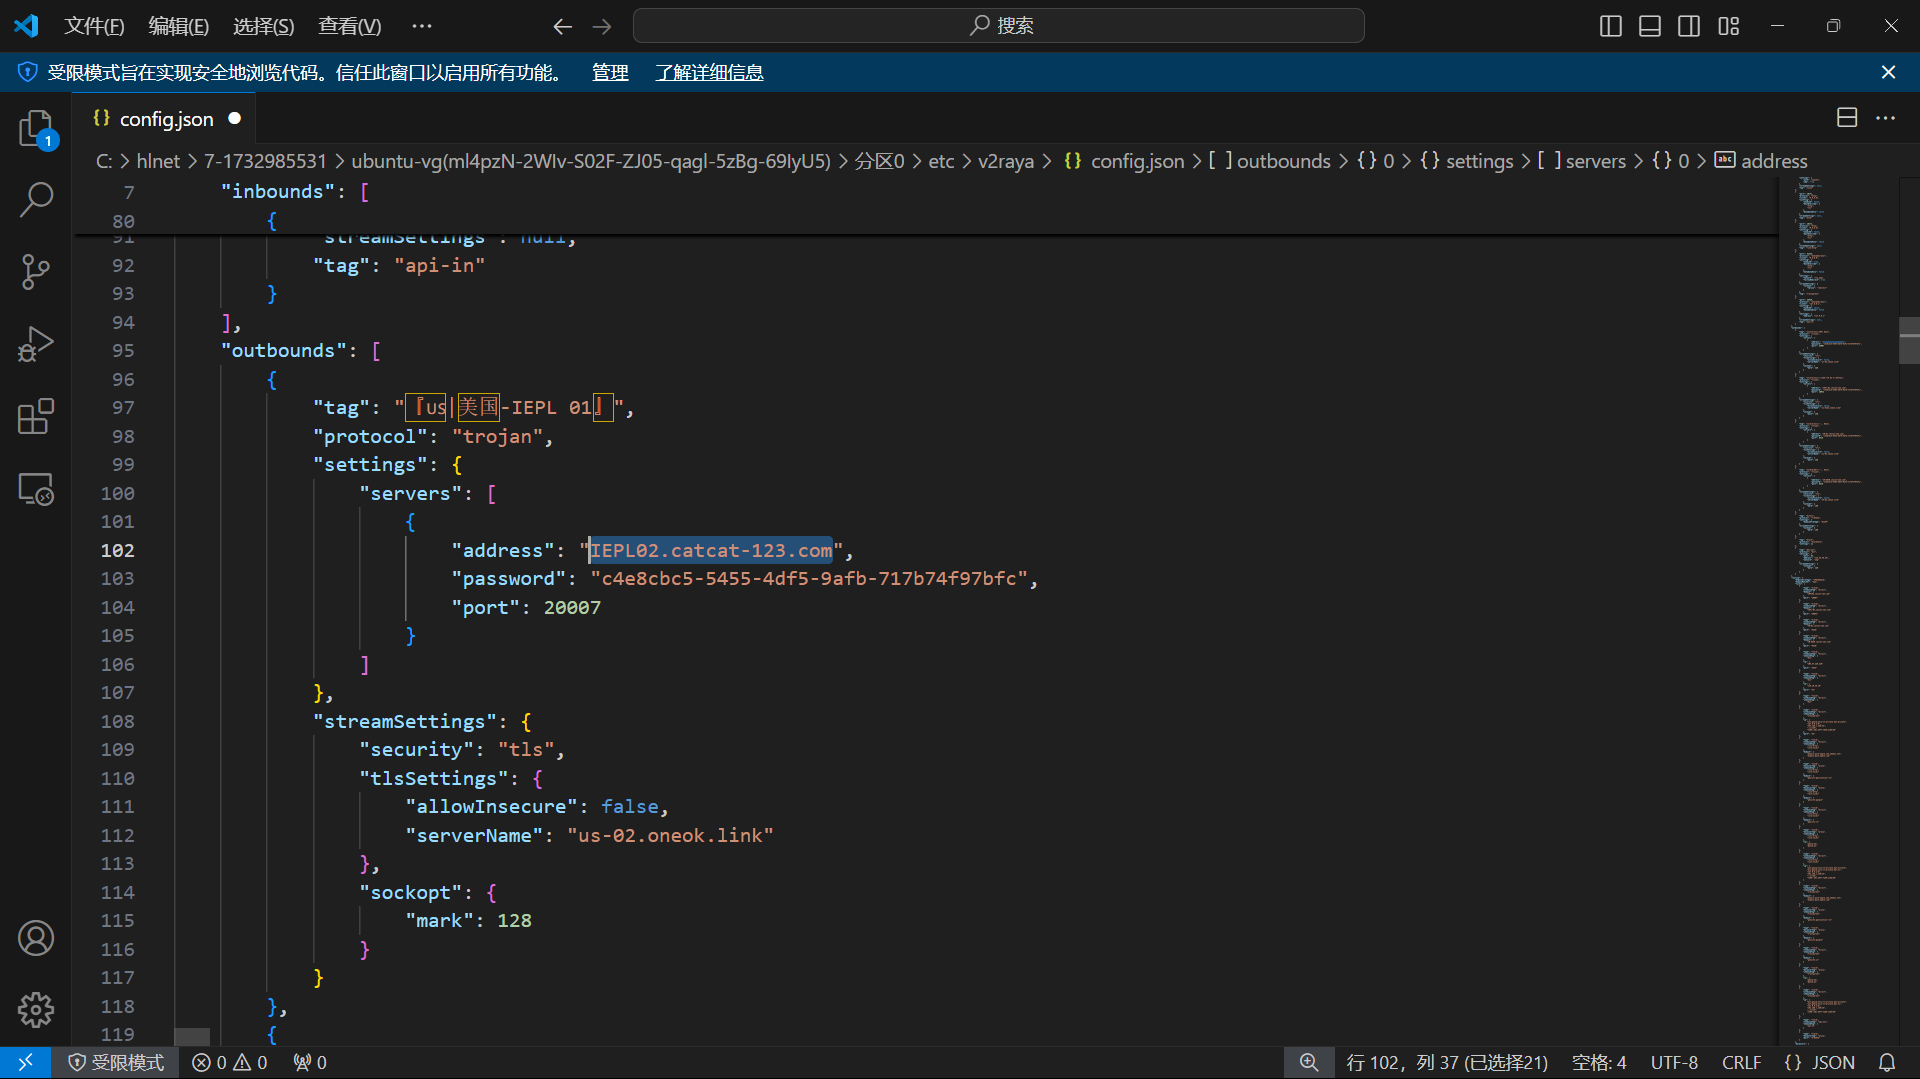 文件(F) 编辑(E) 选择(S) 查看(V) ··· 搜索
受限模式旨在实现安全地浏览代码。信任此窗口以启用所有功能。 管理 了解详细信息
1
{} config.json ●
C: > hlnet > 7-1732985531 > ubuntu-vg(ml4pzN-2WIv-S02F-ZJ05-qagl-5zBg-69IyU5) > 分区0 > etc > v2raya > {} config.json > [ ] outbounds > {} 0 > {} settings > [ ] servers > {} 0 > abc address
7 "inbounds": [
80 {
91 "streamSettings": null,
92 "tag": "api-in"
93 }
94 ],
95 "outbounds": [
96 {
97 "tag": "『us|美国-IEPL 01』",
98 "protocol": "trojan",
99 "settings": {
100 "servers": [
101 {
102 "address": "IEPL02.catcat-123.com",
103 "password": "c4e8cbc5-5455-4df5-9afb-717b74f97bfc",
104 "port": 20007
105 }
106 ]
107 },
108 "streamSettings": {
109 "security": "tls",
110 "tlsSettings": {
111 "allowInsecure": false,
112 "serverName": "us-02.oneok.link"
113 },
114 "sockopt": {
115 "mark": 128
116 }
117 }
118 },
119 {
受限模式 0 0 0 行 102，列 37 (已选择21) 空格: 4 UTF-8 CRLF {} JSON